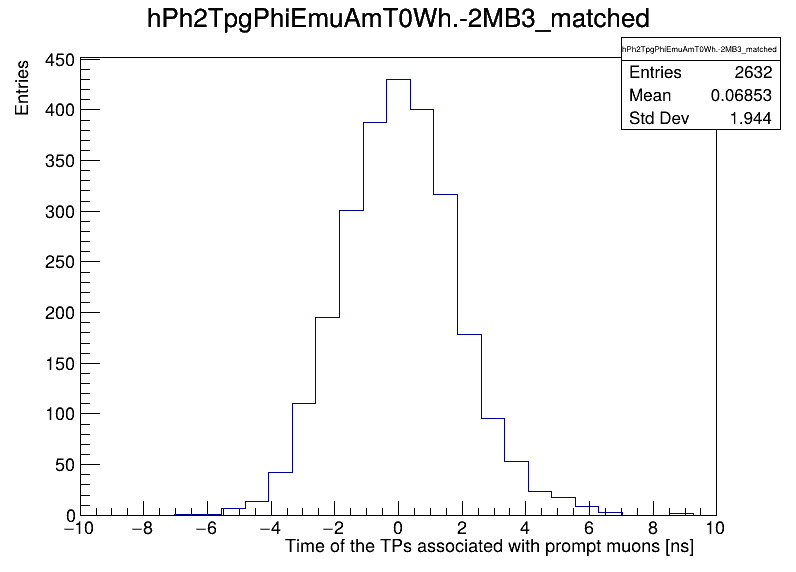 hPh2TpgPhiEmuAmT0Wh.-2MB3_matched
hPh2TpgPhiEmuAmT0Wh.-2MB3_matched
Entries 2632
Mean 0.06853
Std Dev 1.944
Entries
450
400
350
300
250
200
150
100
50
0
−10 −8 −6 −4 −2 0 2 4 6 8 10
Time of the TPs associated with prompt muons [ns]